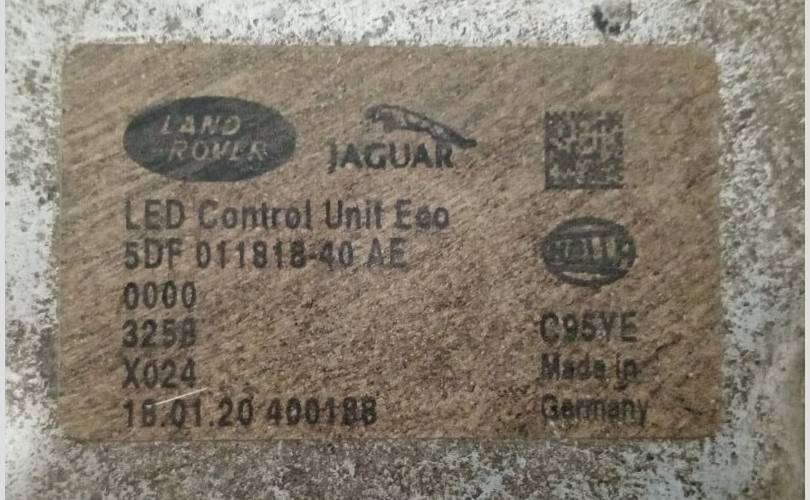 LAND
ROVER
JAGUAR
HELLA
LED Control Unit Eco
5DF 011818-40 AE
0000
C95YE
X024
Made in
18.01.20 400188
Germany